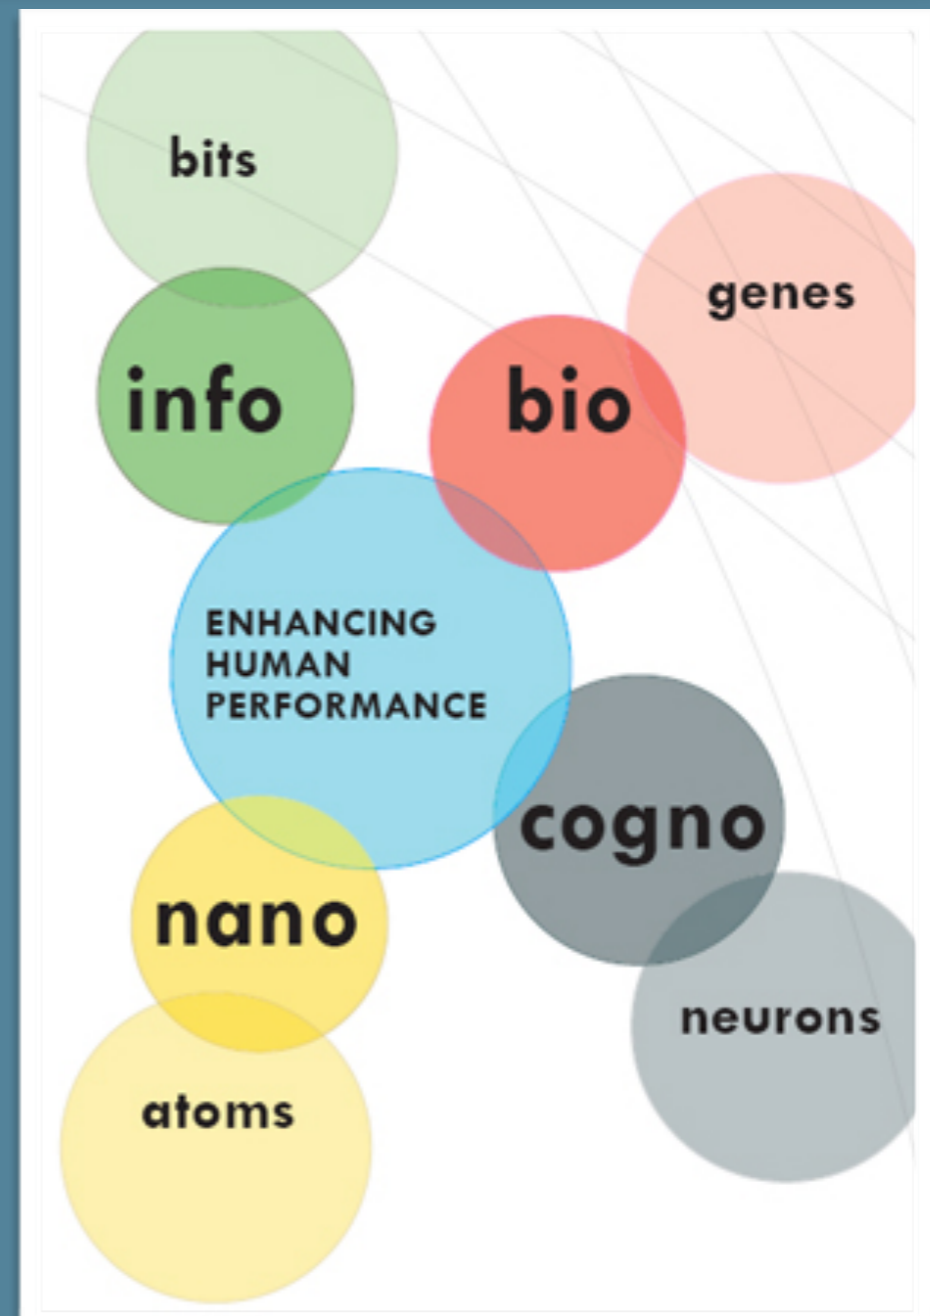 bits
genes
info
bio
ENHANCING
HUMAN
PERFORMANCE
cogno
nano
neurons
atoms